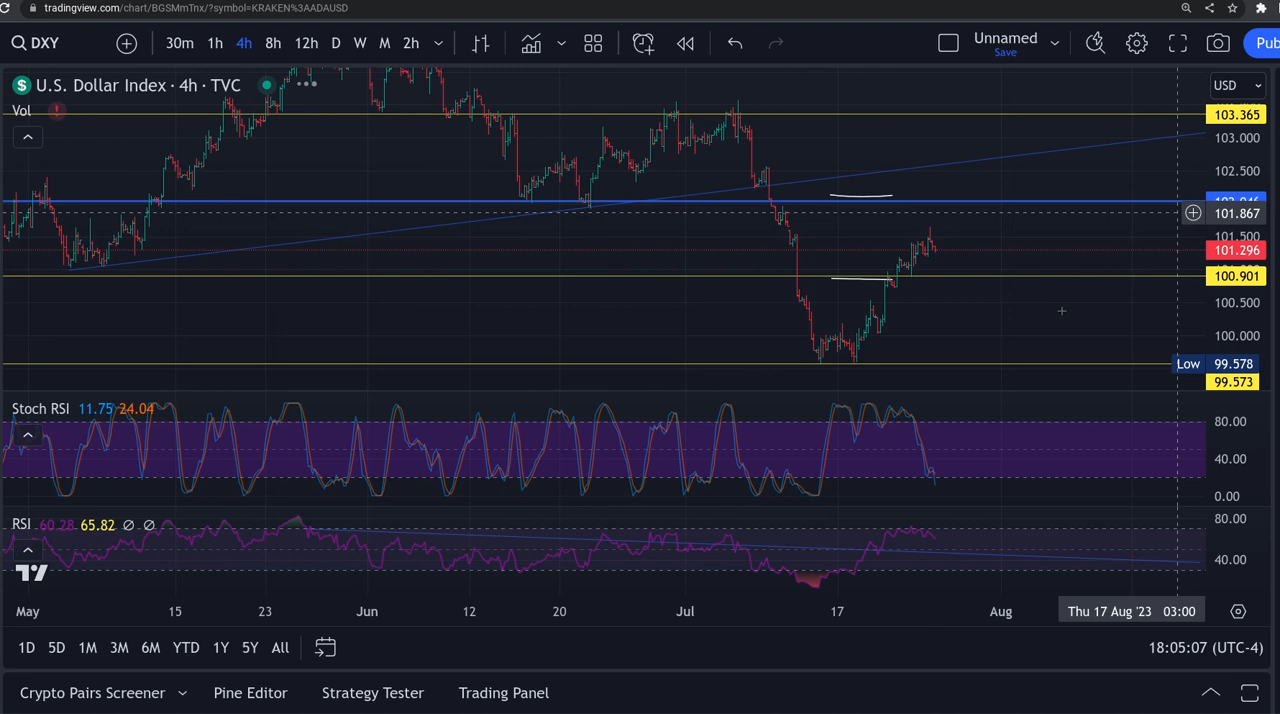 tradingview.com/chart/BGSMmTnx/?symbol=KRAKEN%3AADAUSD
DXY 30m 1h 4h 8h 12h D W M 2h Unnamed Save Pub
U.S. Dollar Index · 4h · TVC USD
Vol
103.365
103.000
102.500
101.867
101.500
101.296
100.901
100.500
100.000
Low 99.578
99.573
Stoch RSI 11.75 24.04
80.00
40.00
0.00
RSI 60.28 65.82 ∅ ∅
80.00
40.00
May 15 23 Jun 12 20 Jul 17 Aug Thu 17 Aug '23 03:00
1D 5D 1M 3M 6M YTD 1Y 5Y All 18:05:07 (UTC-4)
Crypto Pairs Screener Pine Editor Strategy Tester Trading Panel